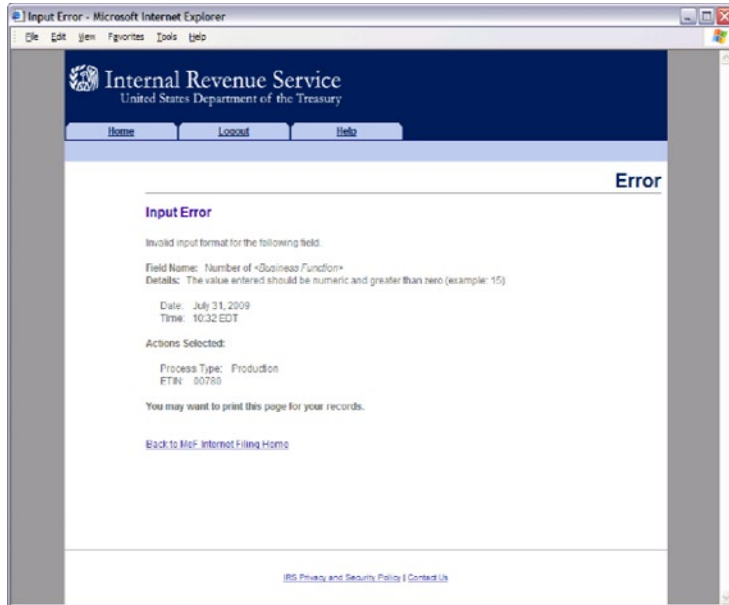 Input Error - Microsoft Internet Explorer
File Edit View Favorites Tools Help
Internal Revenue Service
United States Department of the Treasury
Home Logout Help
Error
Input Error
Invalid input format for the following field.
Field Name: Number of <Business Function>
Details: The value entered should be numeric and greater than zero (example: 15)
Date: July 31, 2009
Time: 10:32 EDT
Actions Selected:
Process Type: Production
ETIN: 00780
You may want to print this page for your records.
Back to MeF Internet Filing Home
IRS Privacy and Security Policy | Contact Us